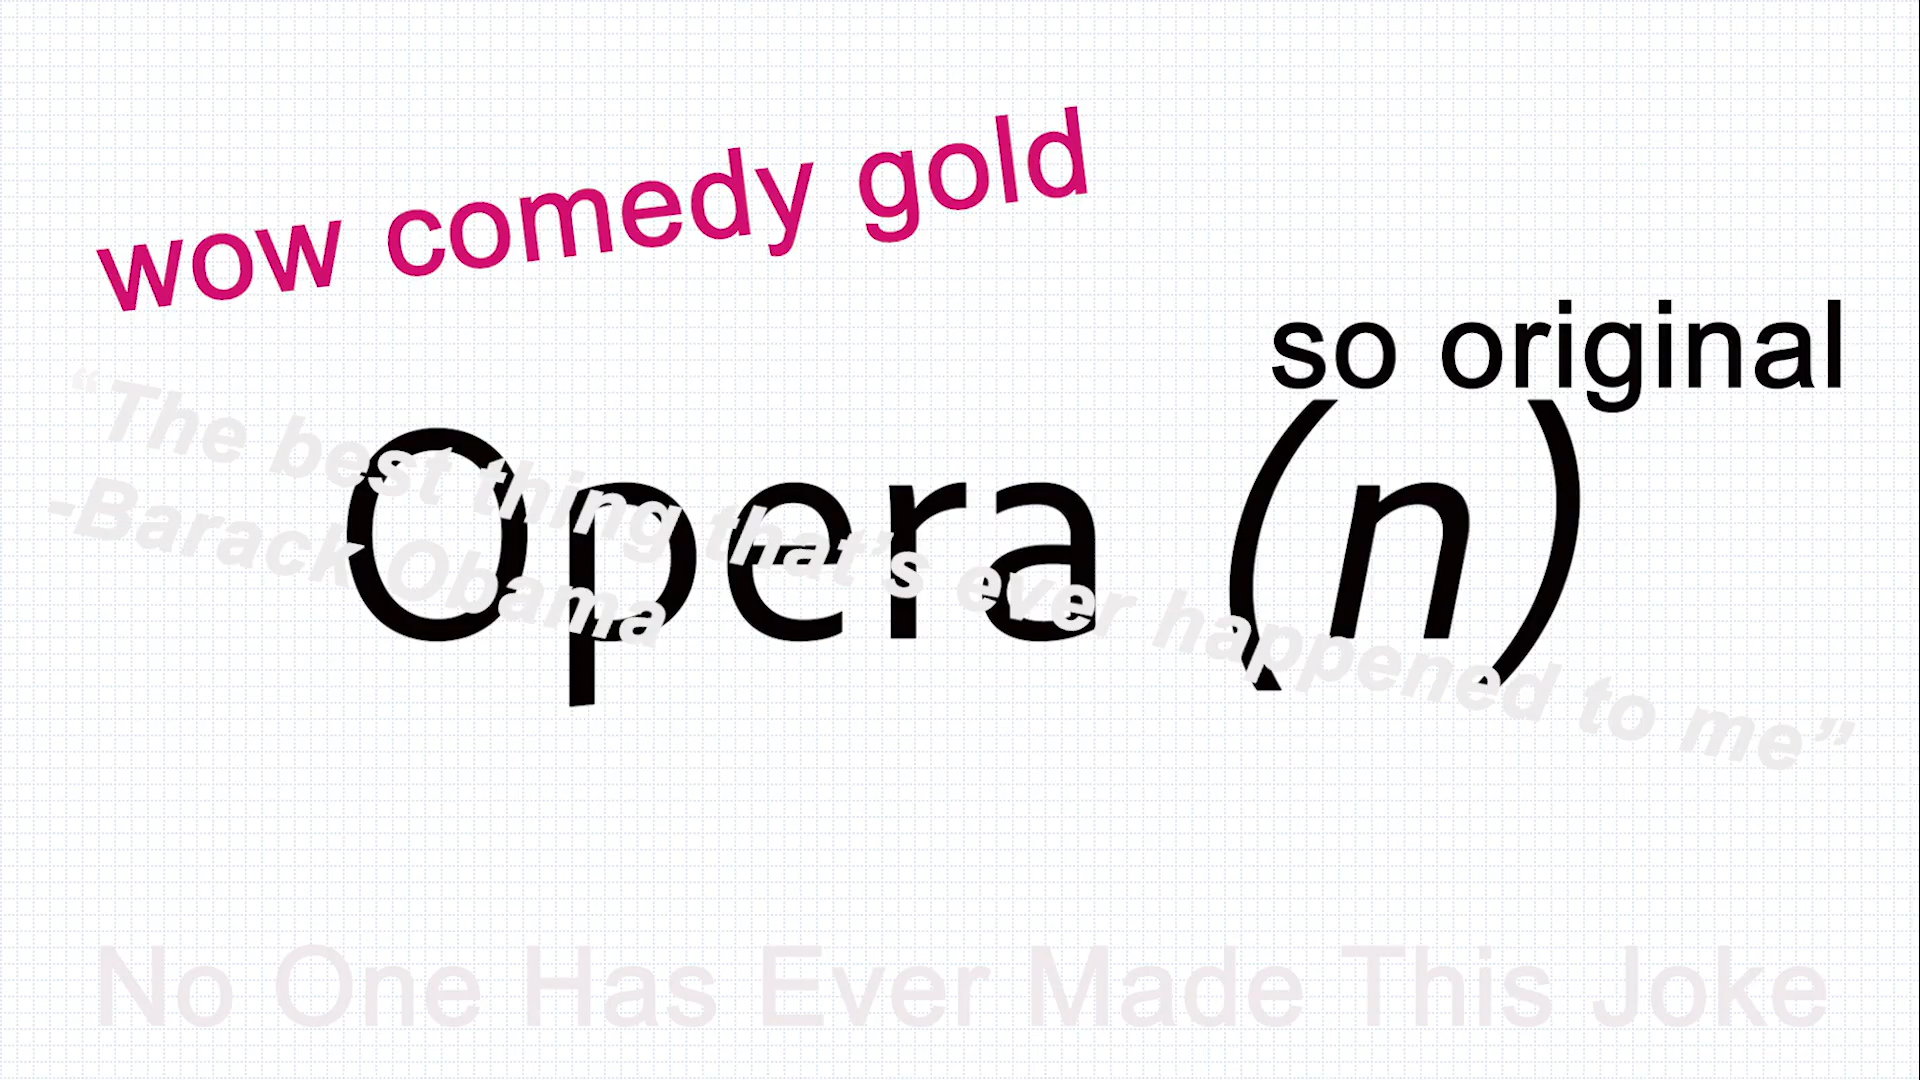 wow comedy gold
so original
“The best thing that’s ever happened to me”
-Barack Obama
Opera (n)
No One Has Ever Made This Joke